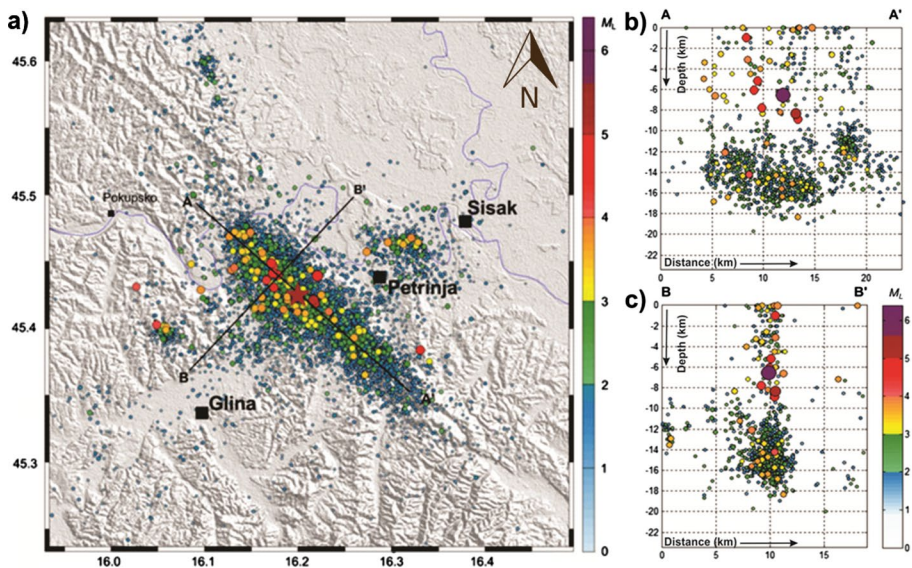 a)
M_L
6
5
4
3
2
1
0
45.6
45.5
45.4
45.3
16.0
16.1
16.2
16.3
16.4
N
Pokupsko
A
B'
Sisak
Petrinja
B
A'
Glina
b)
A
A'
0
-2
-4
-6
-8
-10
-12
-14
-16
-18
-20
-22
Depth (km)
Distance (km)
0
5
10
15
20
c)
B
B'
M_L
0
-2
-4
-6
-8
-10
-12
-14
-16
-18
-20
-22
Depth (km)
Distance (km)
0
5
10
15
6
5
4
3
2
1
0